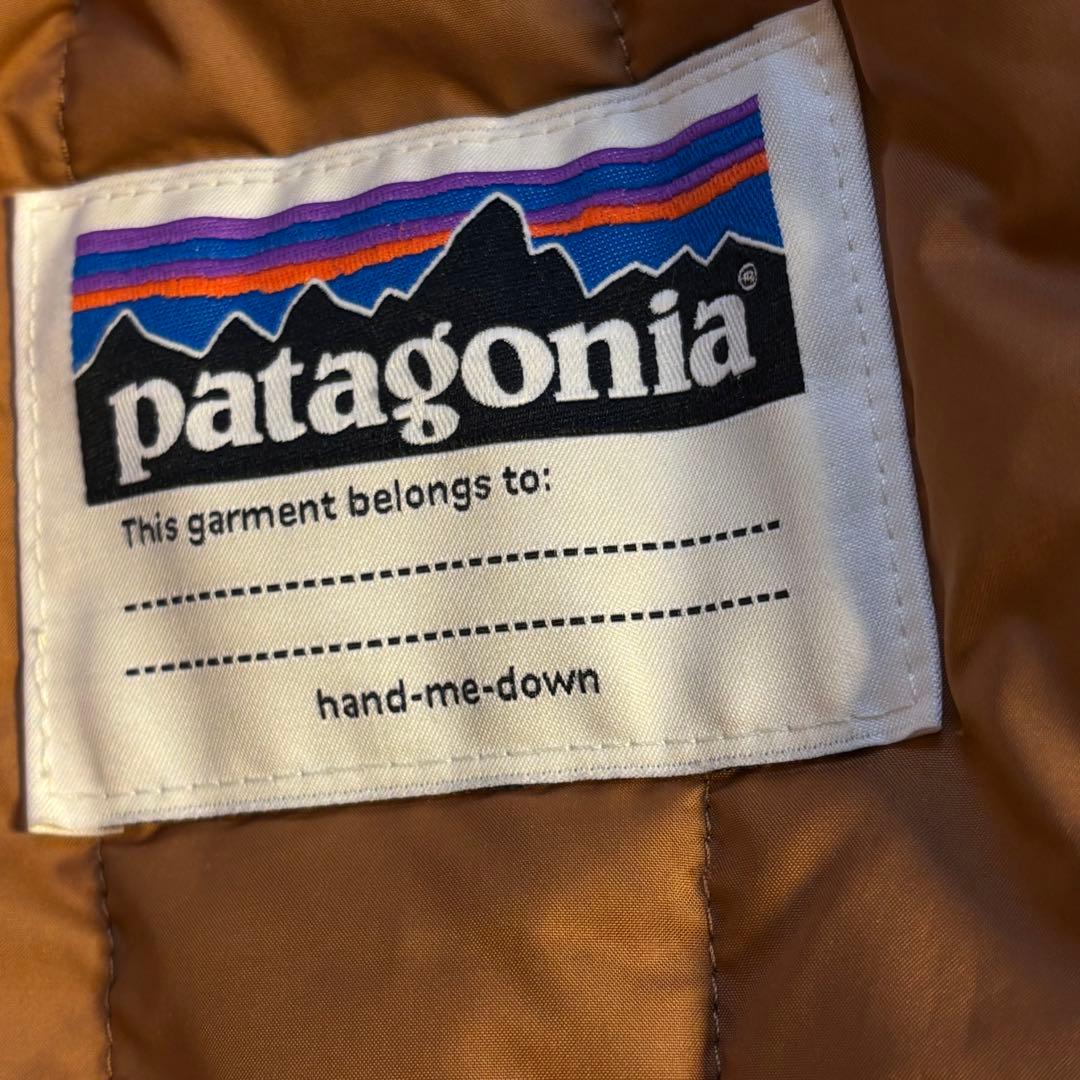 patagonia®
This garment belongs to:
hand-me-down